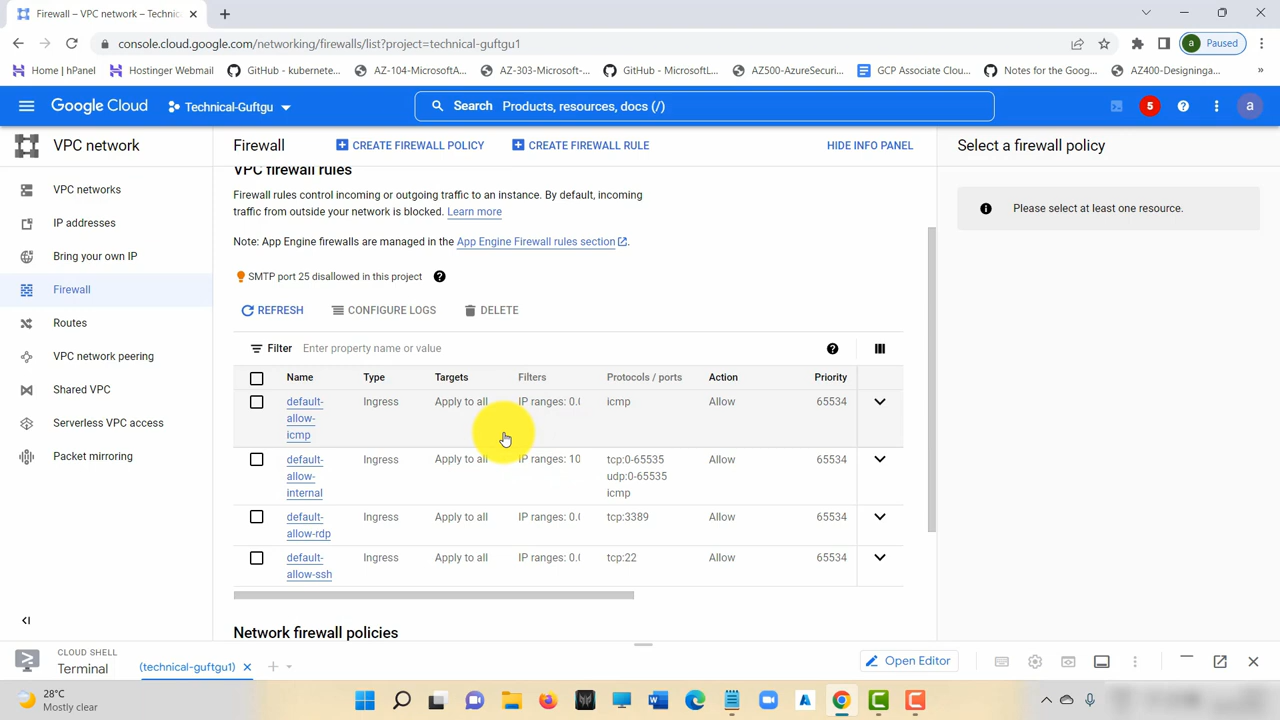 Firewall – VPC network – Technic
console.cloud.google.com/networking/firewalls/list?project=technical-guftgu1
a Paused
Home | hPanel
Hostinger Webmail
GitHub - kubernete...
AZ-104-MicrosoftA...
AZ-303-Microsoft-...
GitHub - MicrosoftL...
AZ500-AzureSecuri...
GCP Associate Clou...
Notes for the Goog...
AZ400-Designinga...
»
Google Cloud
Technical-Guftgu
Search Products, resources, docs (/)
5
a
VPC network
Firewall
CREATE FIREWALL POLICY
CREATE FIREWALL RULE
HIDE INFO PANEL
Select a firewall policy
VPC networks
IP addresses
Bring your own IP
Firewall
Routes
VPC network peering
Shared VPC
Serverless VPC access
Packet mirroring
VPC firewall rules
Firewall rules control incoming or outgoing traffic to an instance. By default, incoming
traffic from outside your network is blocked. Learn more
Note: App Engine firewalls are managed in the App Engine Firewall rules section.
SMTP port 25 disallowed in this project
REFRESH
CONFIGURE LOGS
DELETE
Filter Enter property name or value
Name Type Targets Filters Protocols / ports Action Priority
default-allow-icmp Ingress Apply to all IP ranges: 0.0 icmp Allow 65534
default-allow-internal Ingress Apply to all IP ranges: 10 tcp:0-65535 udp:0-65535 icmp Allow 65534
default-allow-rdp Ingress Apply to all IP ranges: 0.0 tcp:3389 Allow 65534
default-allow-ssh Ingress Apply to all IP ranges: 0.0 tcp:22 Allow 65534
Network firewall policies
Please select at least one resource.
CLOUD SHELL
Terminal
(technical-guftgu1)
Open Editor
28°C
Mostly clear